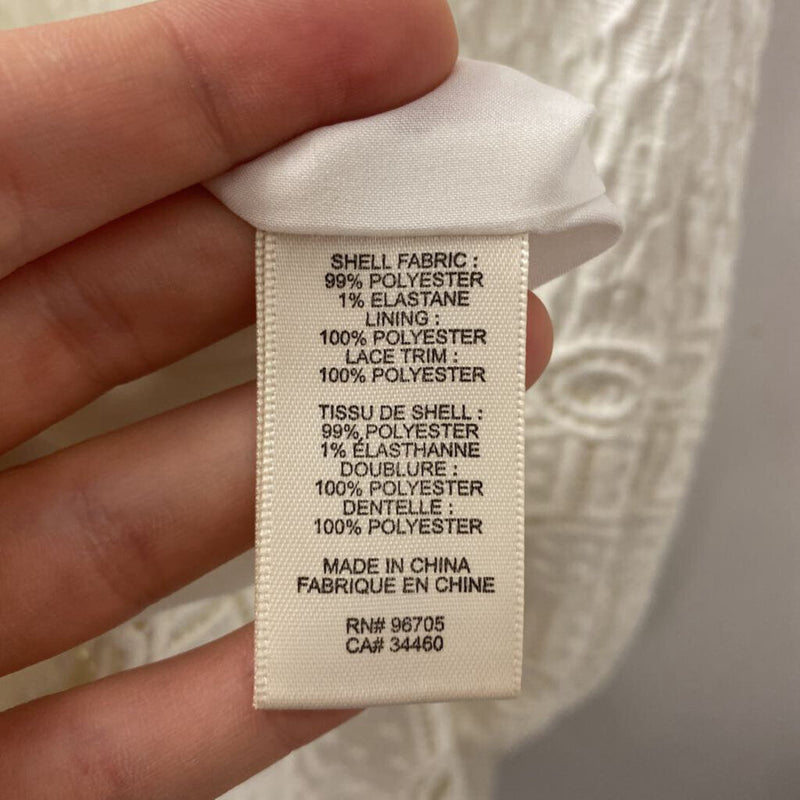 SHELL FABRIC :
99% POLYESTER
1% ELASTANE
LINING :
100% POLYESTER
LACE TRIM :
100% POLYESTER
TISSU DE SHELL :
99% POLYESTER
1% ÉLASTHANNE
DOUBLURE :
100% POLYESTER
DENTELLE :
100% POLYESTER
MADE IN CHINA
FABRIQUE EN CHINE
RN# 96705
CA# 34460